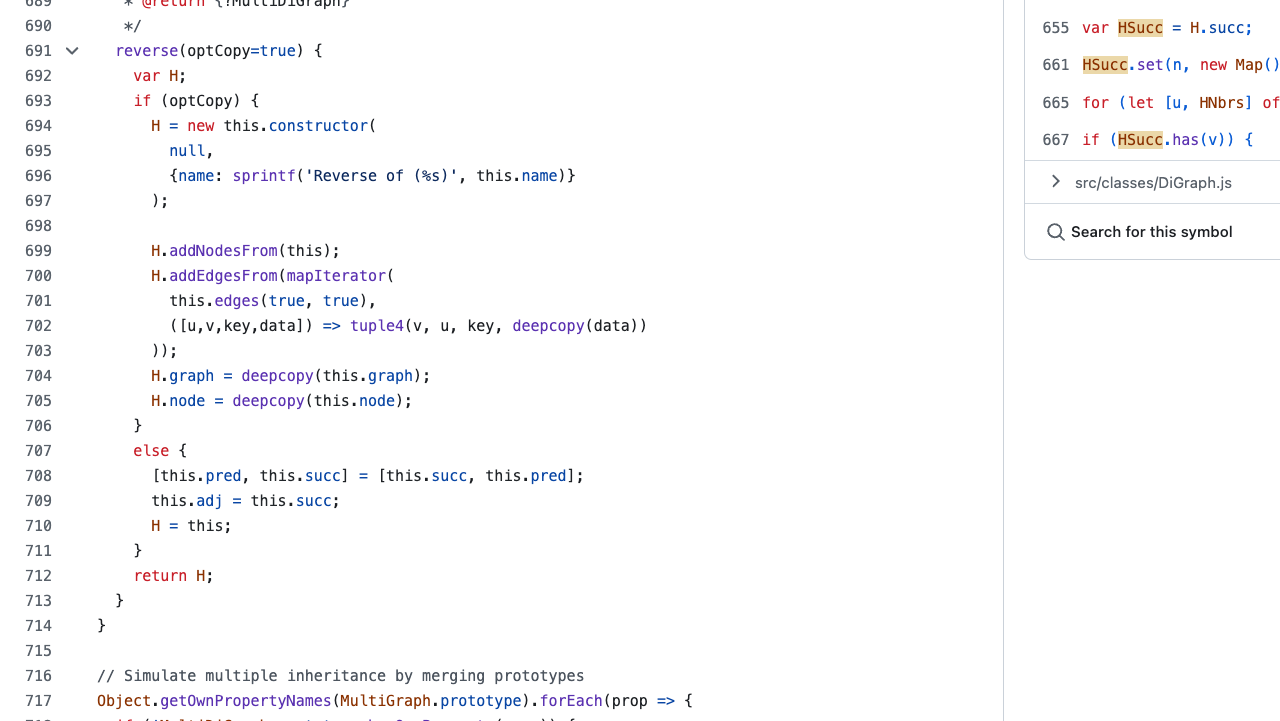 689 * @return {!MultiDiGraph}
690 */
691 reverse(optCopy=true) {
692 var H;
693 if (optCopy) {
694 H = new this.constructor(
695 null,
696 {name: sprintf('Reverse of (%s)', this.name)}
697 );
698
699 H.addNodesFrom(this);
700 H.addEdgesFrom(mapIterator(
701 this.edges(true, true),
702 ([u,v,key,data]) => tuple4(v, u, key, deepcopy(data))
703 ));
704 H.graph = deepcopy(this.graph);
705 H.node = deepcopy(this.node);
706 }
707 else {
708 [this.pred, this.succ] = [this.succ, this.pred];
709 this.adj = this.succ;
710 H = this;
711 }
712 return H;
713 }
714 }
715
716 // Simulate multiple inheritance by merging prototypes
717 Object.getOwnPropertyNames(MultiGraph.prototype).forEach(prop => {
655 var HSucc = H.succ;
661 HSucc.set(n, new Map()
665 for (let [u, HNbrs] of
667 if (HSucc.has(v)) {
src/classes/DiGraph.js
Search for this symbol